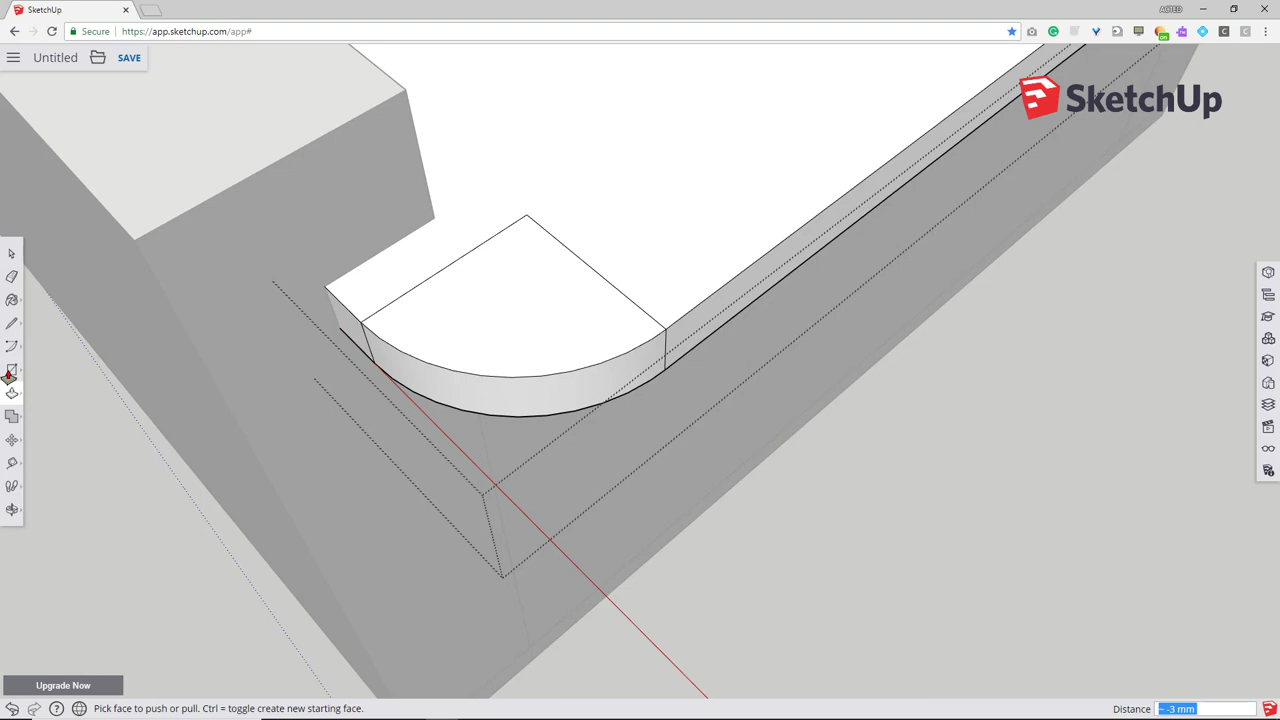 SketchUp
ACTED
Secure https://app.sketchup.com/app#
Untitled SAVE
SketchUp
Upgrade Now
Pick face to push or pull. Ctrl = toggle create new starting face.
Distance ~ -3 mm